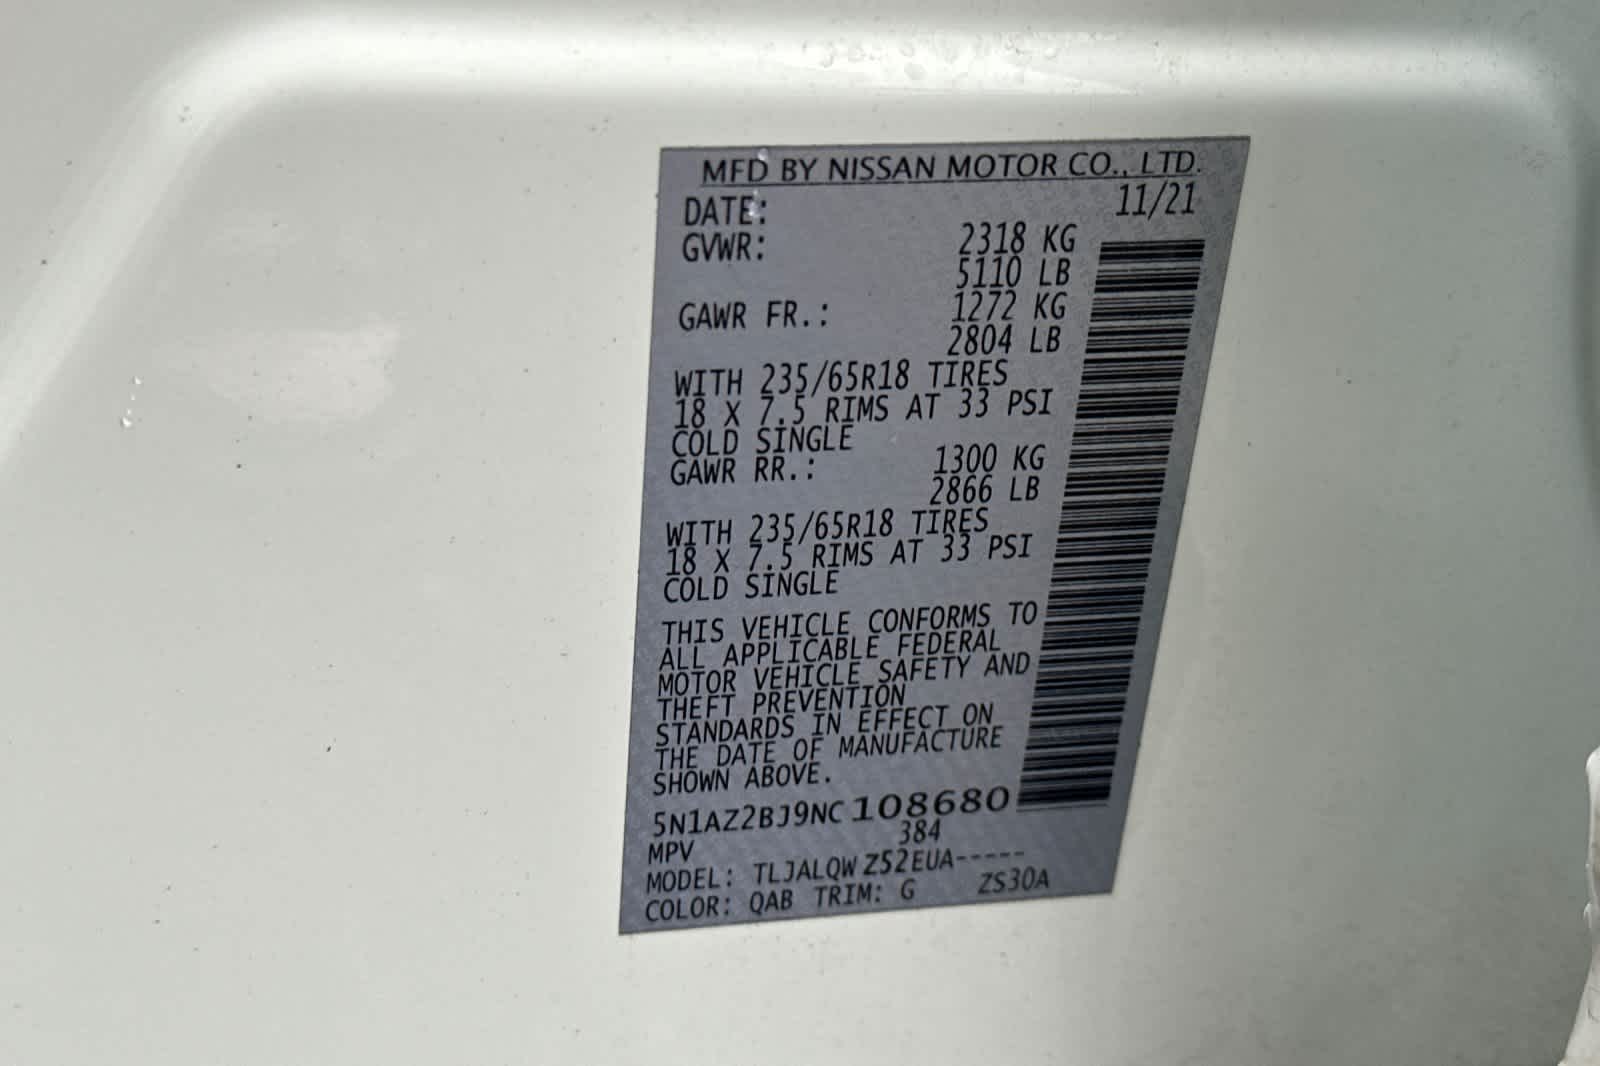 MFD BY NISSAN MOTOR CO., LTD.
DATE: 11/21
GVWR: 2318 KG
5110 LB
GAWR FR.: 1272 KG
2804 LB
WITH 235/65R18 TIRES
18 X 7.5 RIMS AT 33 PSI
COLD SINGLE
GAWR RR.: 1300 KG
2866 LB
WITH 235/65R18 TIRES
18 X 7.5 RIMS AT 33 PSI
COLD SINGLE
THIS VEHICLE CONFORMS TO
ALL APPLICABLE FEDERAL
MOTOR VEHICLE SAFETY AND
THEFT PREVENTION
STANDARDS IN EFFECT ON
THE DATE OF MANUFACTURE
SHOWN ABOVE.
5N1AZ2BJ9NC108680
MPV 384
MODEL: TLJALQW Z52EUA-----
COLOR: QAB TRIM: G ZS30A